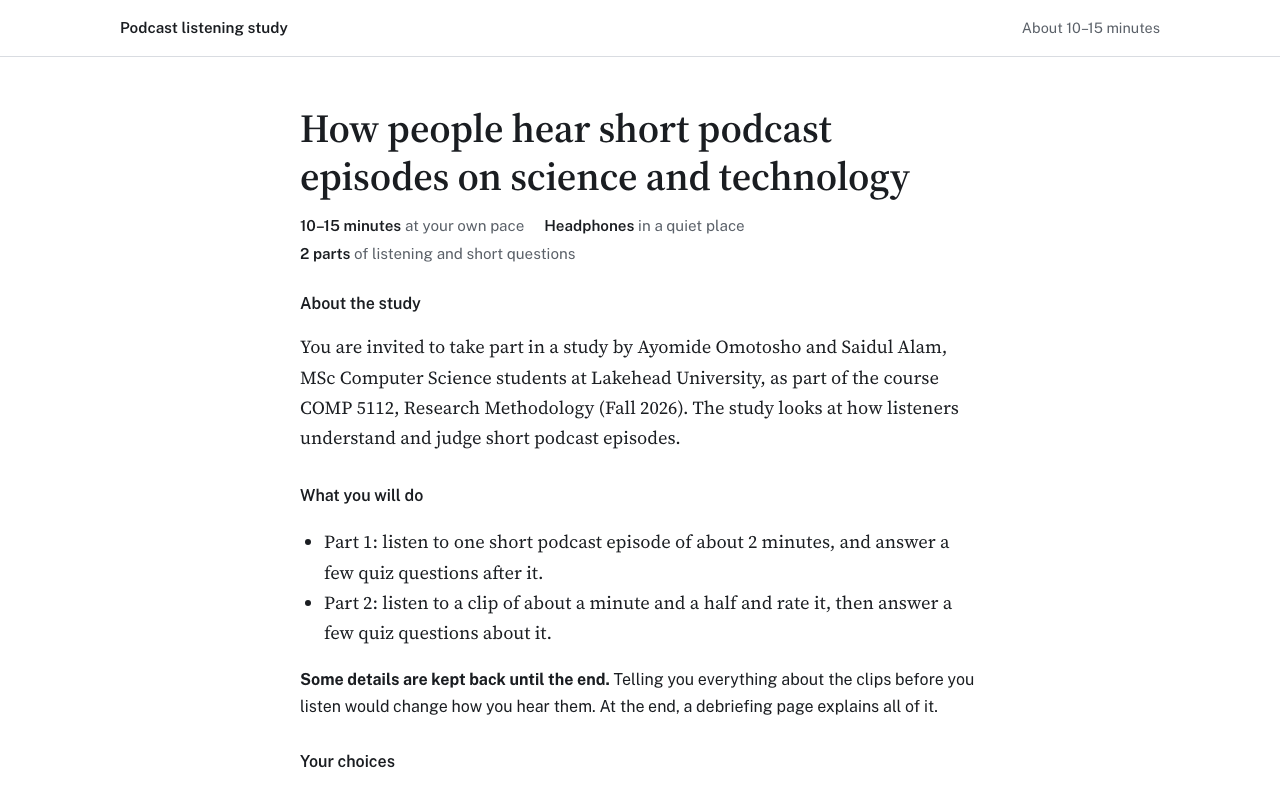 Podcast listening study
About 10–15 minutes
How people hear short podcast
episodes on science and technology
10–15 minutes at your own pace Headphones in a quiet place
2 parts of listening and short questions
About the study
You are invited to take part in a study by Ayomide Omotosho and Saidul Alam,
MSc Computer Science students at Lakehead University, as part of the course
COMP 5112, Research Methodology (Fall 2026). The study looks at how listeners
understand and judge short podcast episodes.
What you will do
• Part 1: listen to one short podcast episode of about 2 minutes, and answer a
few quiz questions after it.
• Part 2: listen to a clip of about a minute and a half and rate it, then answer a
few quiz questions about it.
Some details are kept back until the end. Telling you everything about the clips before you
listen would change how you hear them. At the end, a debriefing page explains all of it.
Your choices